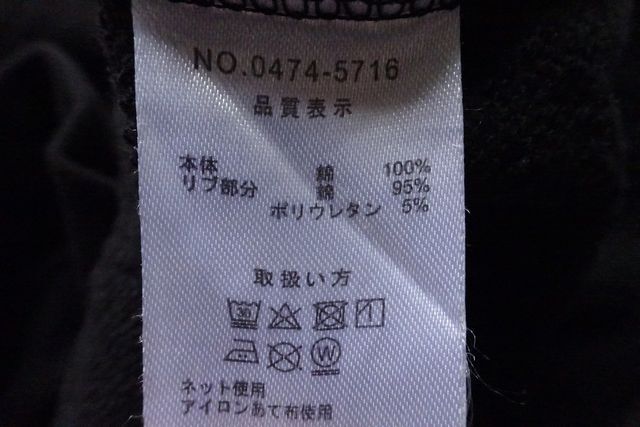 NO.0474-5716
品質表示
本体 綿 100%
リブ部分 綿 95%
ポリウレタン 5%
取扱い方
30
W
ネット使用
アイロンあて布使用